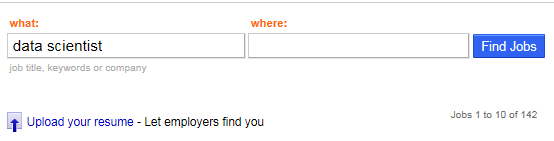 what: where:
data scientist Find Jobs
job title, keywords or company
Upload your resume - Let employers find you Jobs 1 to 10 of 142